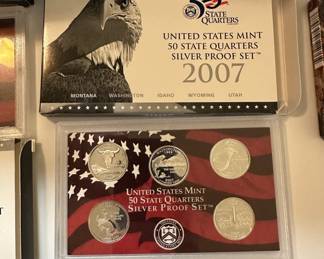 50
STATE
QUARTERS
UNITED STATES MINT
50 STATE QUARTERS
SILVER PROOF SET™
2007
MONTANA WASHINGTON IDAHO WYOMING UTAH
UNITED STATES MINT
50 STATE QUARTERS
SILVER PROOF SET™